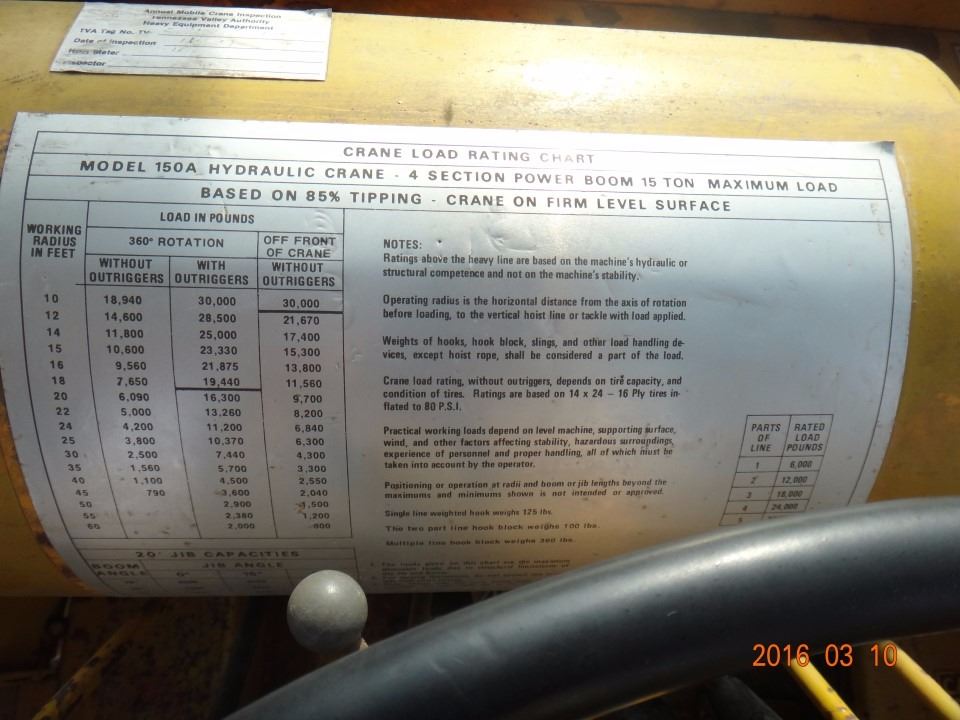 Annual Mobile Crane Inspection
Tennessee Valley Authority
Heavy Equipment Department
TVA Tag No. TV-
Date of Inspection
Meter
CRANE LOAD RATING CHART
MODEL 150A HYDRAULIC CRANE - 4 SECTION POWER BOOM 15 TON MAXIMUM LOAD
BASED ON 85% TIPPING - CRANE ON FIRM LEVEL SURFACE
WORKING RADIUS IN FEET
LOAD IN POUNDS
360° ROTATION
OFF FRONT OF CRANE
WITHOUT OUTRIGGERS
WITH OUTRIGGERS
WITHOUT OUTRIGGERS
10 18,940 30,000 30,000
12 14,600 28,500 21,670
14 11,800 25,000 17,400
15 10,600 23,330 15,300
16 9,560 21,875 13,800
18 7,650 19,440 11,560
20 6,090 16,300 9,700
22 5,000 13,260 8,200
24 4,200 11,200 6,840
25 3,800 10,370 6,300
30 2,500 7,440 4,300
35 1,560 5,700 3,300
40 1,100 4,500 2,550
45 790 3,600 2,040
50 2,900 1,500
55 2,380 1,200
60 2,000 800
NOTES:
Ratings above the heavy line are based on the machine's hydraulic or
structural competence and not on the machine's stability.
Operating radius is the horizontal distance from the axis of rotation
before loading, to the vertical hoist line or tackle with load applied.
Weights of hooks, hook block, slings, and other load handling de-
vices, except hoist rope, shall be considered a part of the load.
Crane load rating, without outriggers, depends on tire capacity, and
condition of tires. Ratings are based on 14 x 24 - 16 Ply tires in-
flated to 80 P.S.I.
Practical working loads depend on level machine, supporting surface,
wind, and other factors affecting stability, hazardous surroundings,
experience of personnel and proper handling, all of which must be
taken into account by the operator.
Positioning or operation at radii and boom or jib lengths beyond the
maximums and minimums shown is not intended or approved.
Single line weighted hook weighs 125 lbs.
The two part line hook block weighs 100 lbs.
Multiple line hook block weighs 360 lbs.
PARTS OF LINE
RATED LOAD POUNDS
1 6,000
2 12,000
3 18,000
4 24,000
20' JIB CAPACITIES
BOOM ANGLE
JIB ANGLE
2016 03 10